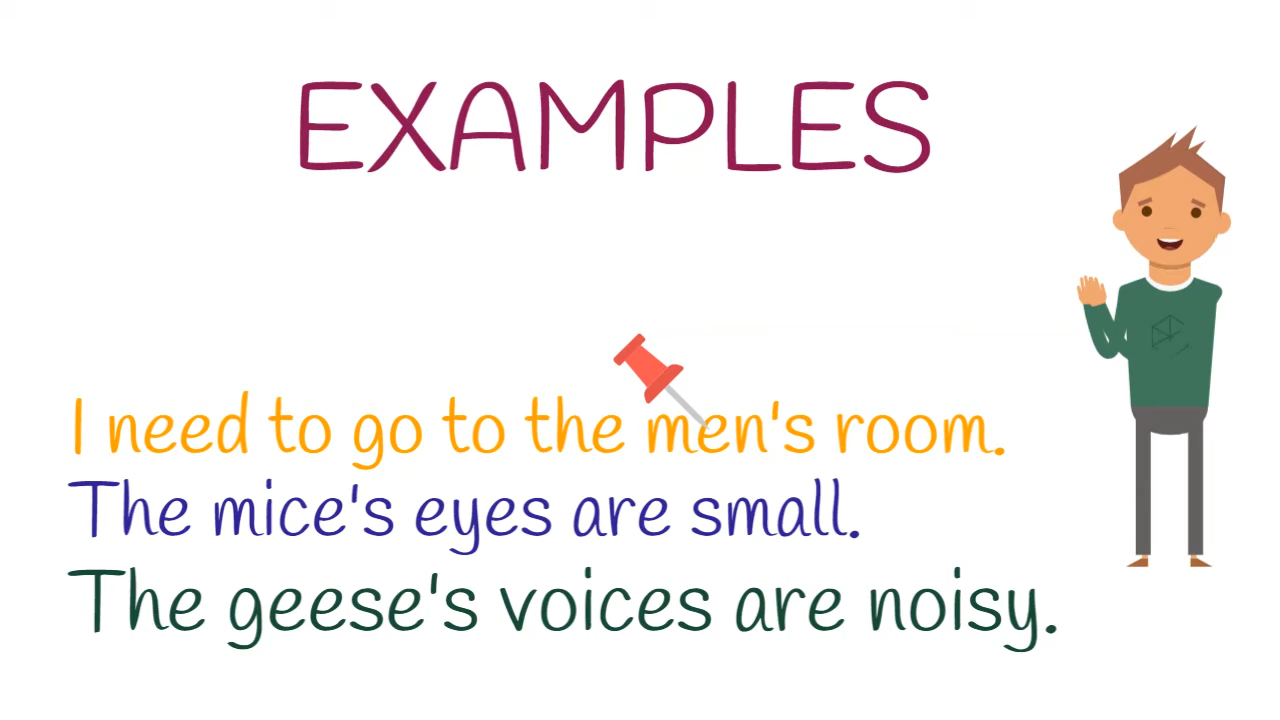 EXAMPLES
I need to go to the men's room.
The mice's eyes are small.
The geese's voices are noisy.